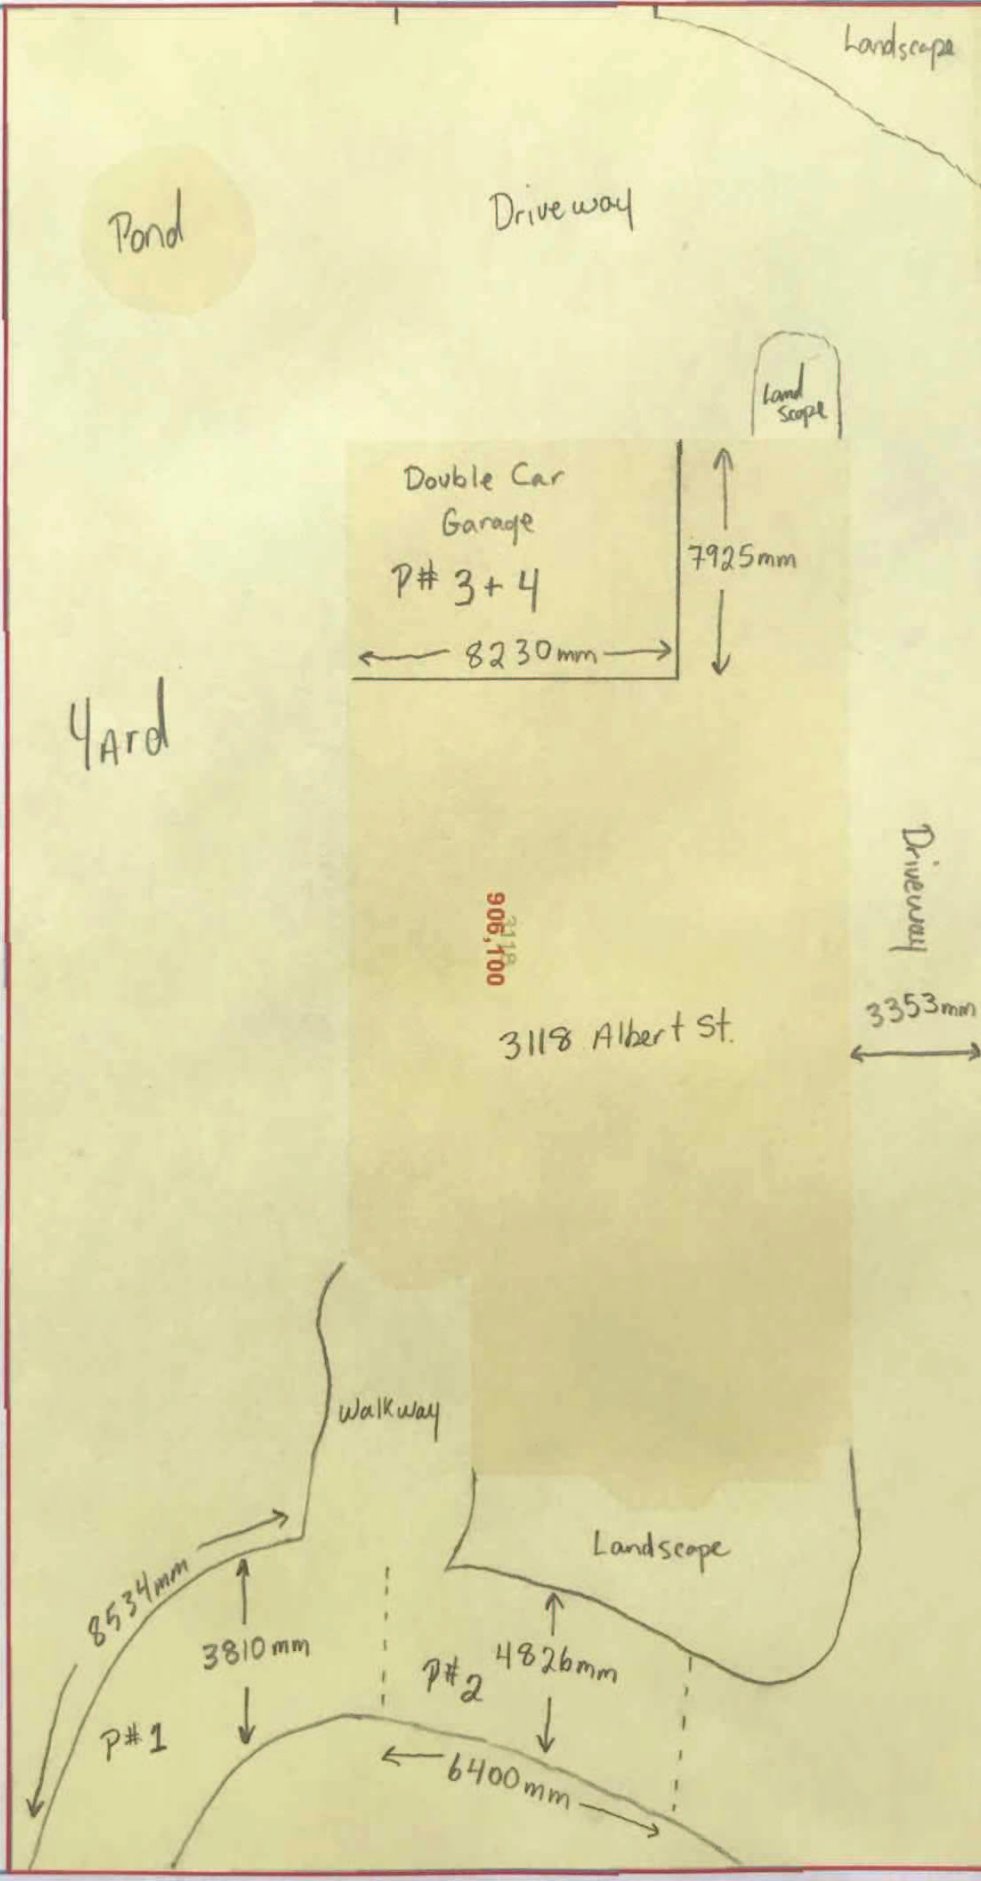 Landscape
Pond
Driveway
Land
scape
Double Car
Garage
P# 3+4
7925mm
8230mm
Yard
Driveway
906,100
3118
3353mm
3118 Albert St.
Walkway
Landscape
8534mm
3810mm
4826mm
P#2
P#1
6400mm